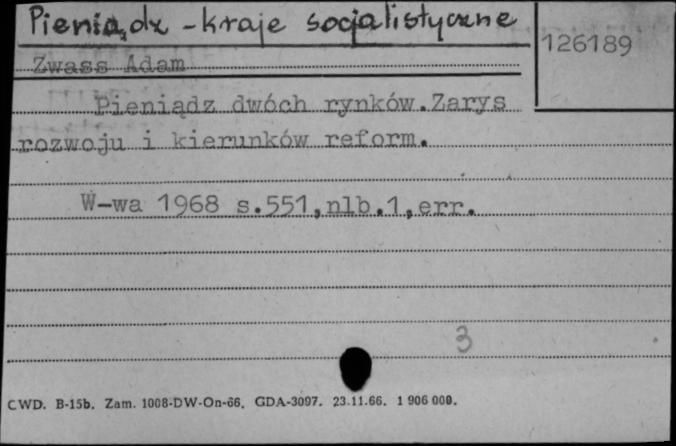 Pieniądz - kraje socjalistyczne
126189
Zwass Adam
Pieniądz dwóch rynków.Zarys
rozwoju i kierunków reform.
W-wa 1968 s.551,nlb.1,err.
3
CWD. B-15b. Zam. 1008-DW-On-66. GDA-3097. 23.11.66. 1 906 000.